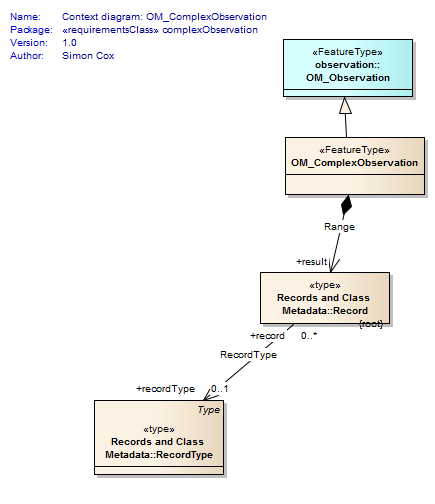 Name: Context diagram: OM_ComplexObservation
Package: «requirementsClass» complexObservation
Version: 1.0
Author: Simon Cox
«FeatureType»
observation::
OM_Observation
«FeatureType»
OM_ComplexObservation
Range
+result
«type»
Records and Class
Metadata::Record
{root}
+record 0..*
RecordType
+recordType 0..1
Type
«type»
Records and Class
Metadata::RecordType